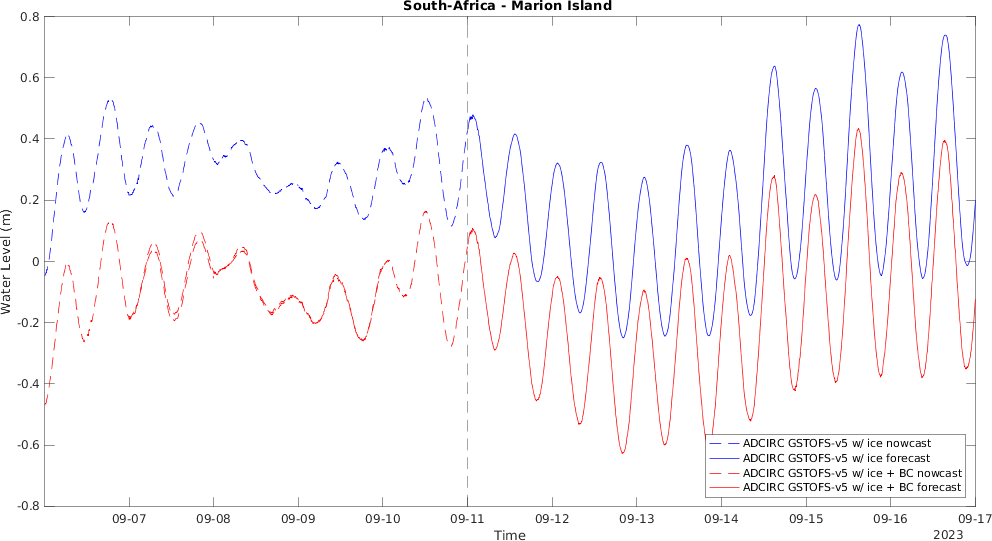 South-Africa - Marion Island
Water Level (m)
0.8
0.6
0.4
0.2
0
-0.2
-0.4
-0.6
-0.8
ADCIRC GSTOFS-v5 w/ ice nowcast
ADCIRC GSTOFS-v5 w/ ice forecast
ADCIRC GSTOFS-v5 w/ ice + BC nowcast
ADCIRC GSTOFS-v5 w/ ice + BC forecast
09-07 09-08 09-09 09-10 09-11 09-12 09-13 09-14 09-15 09-16 09-17
Time
2023